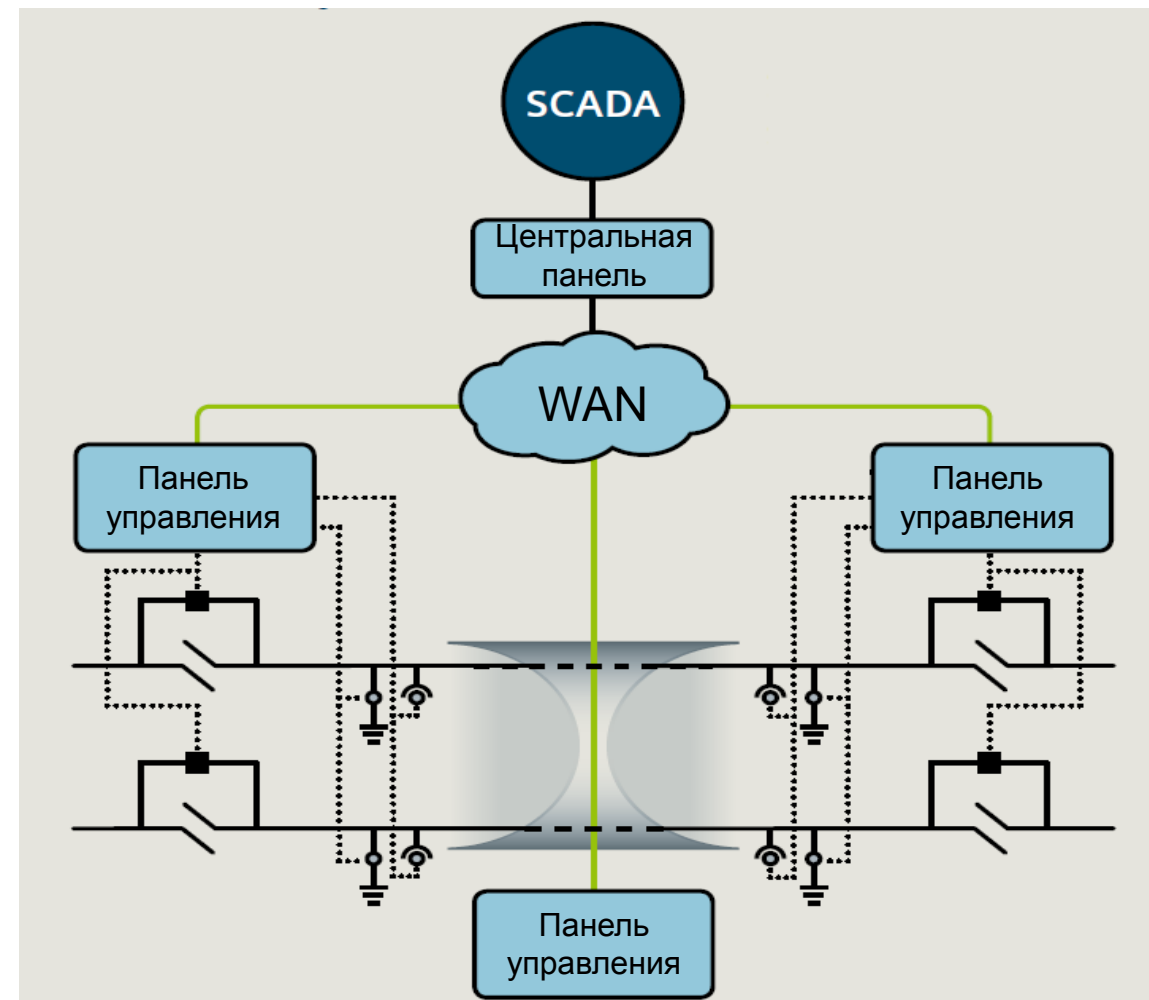 SCADA
Центральная
панель
WAN
Панель
управления
Панель
управления
Панель
управления